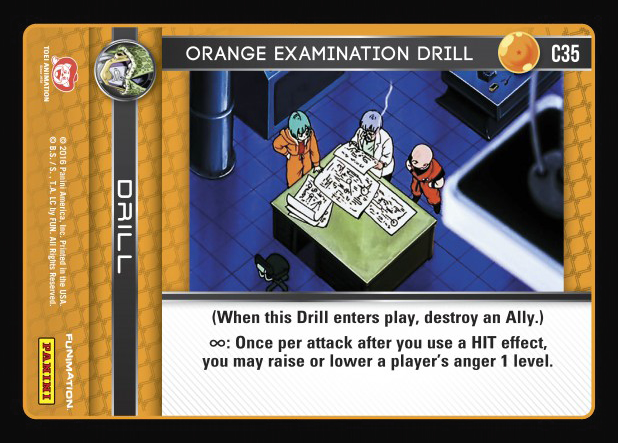 ORANGE EXAMINATION DRILL
C35
DRILL
(When this Drill enters play, destroy an Ally.)
∞: Once per attack after you use a HIT effect,
you may raise or lower a player's anger 1 level.
TOEI ANIMATION
© 2016 Panini America, Inc. Printed in the USA.
© B.S. / S., T.A. LC by FUN. All Rights Reserved.
FUNIMATION
PANINI